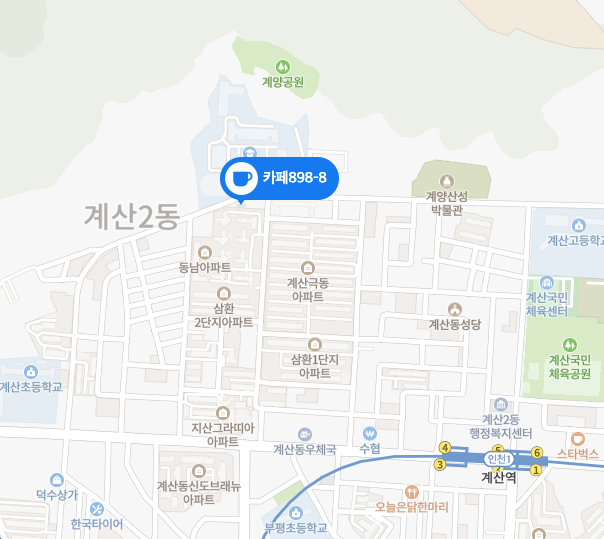 계양공원
카페898-8
계양산성
박물관
계산2동
계산고등학교
동남아파트
계산극동
아파트
계산국민
체육센터
삼환
2단지아파트
계산동성당
삼환1단지
아파트
계산국민
체육공원
계산초등학교
지산그라띠아
아파트
계산2동
행정복지센터
계산동우체국
수협
4
5
6
스타벅스
3
인천1
2
1
계산역
계산동신도브래뉴
아파트
덕수상가
한국타이어
오늘은닭한마리
부평초등학교